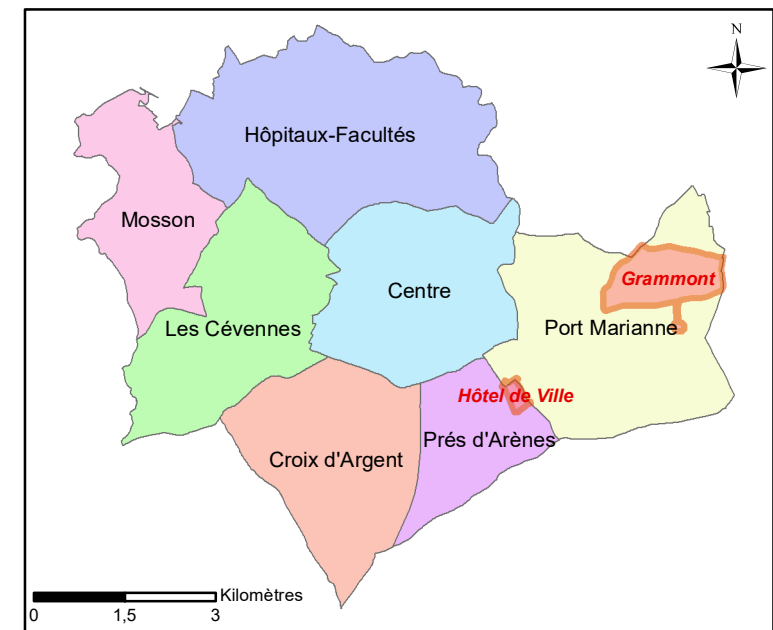 N
Hôpitaux-Facultés
Mosson
Grammont
Centre
Les Cévennes
Port Marianne
Hôtel de Ville
Prés d'Arènes
Croix d'Argent
Kilomètres
0 1,5 3